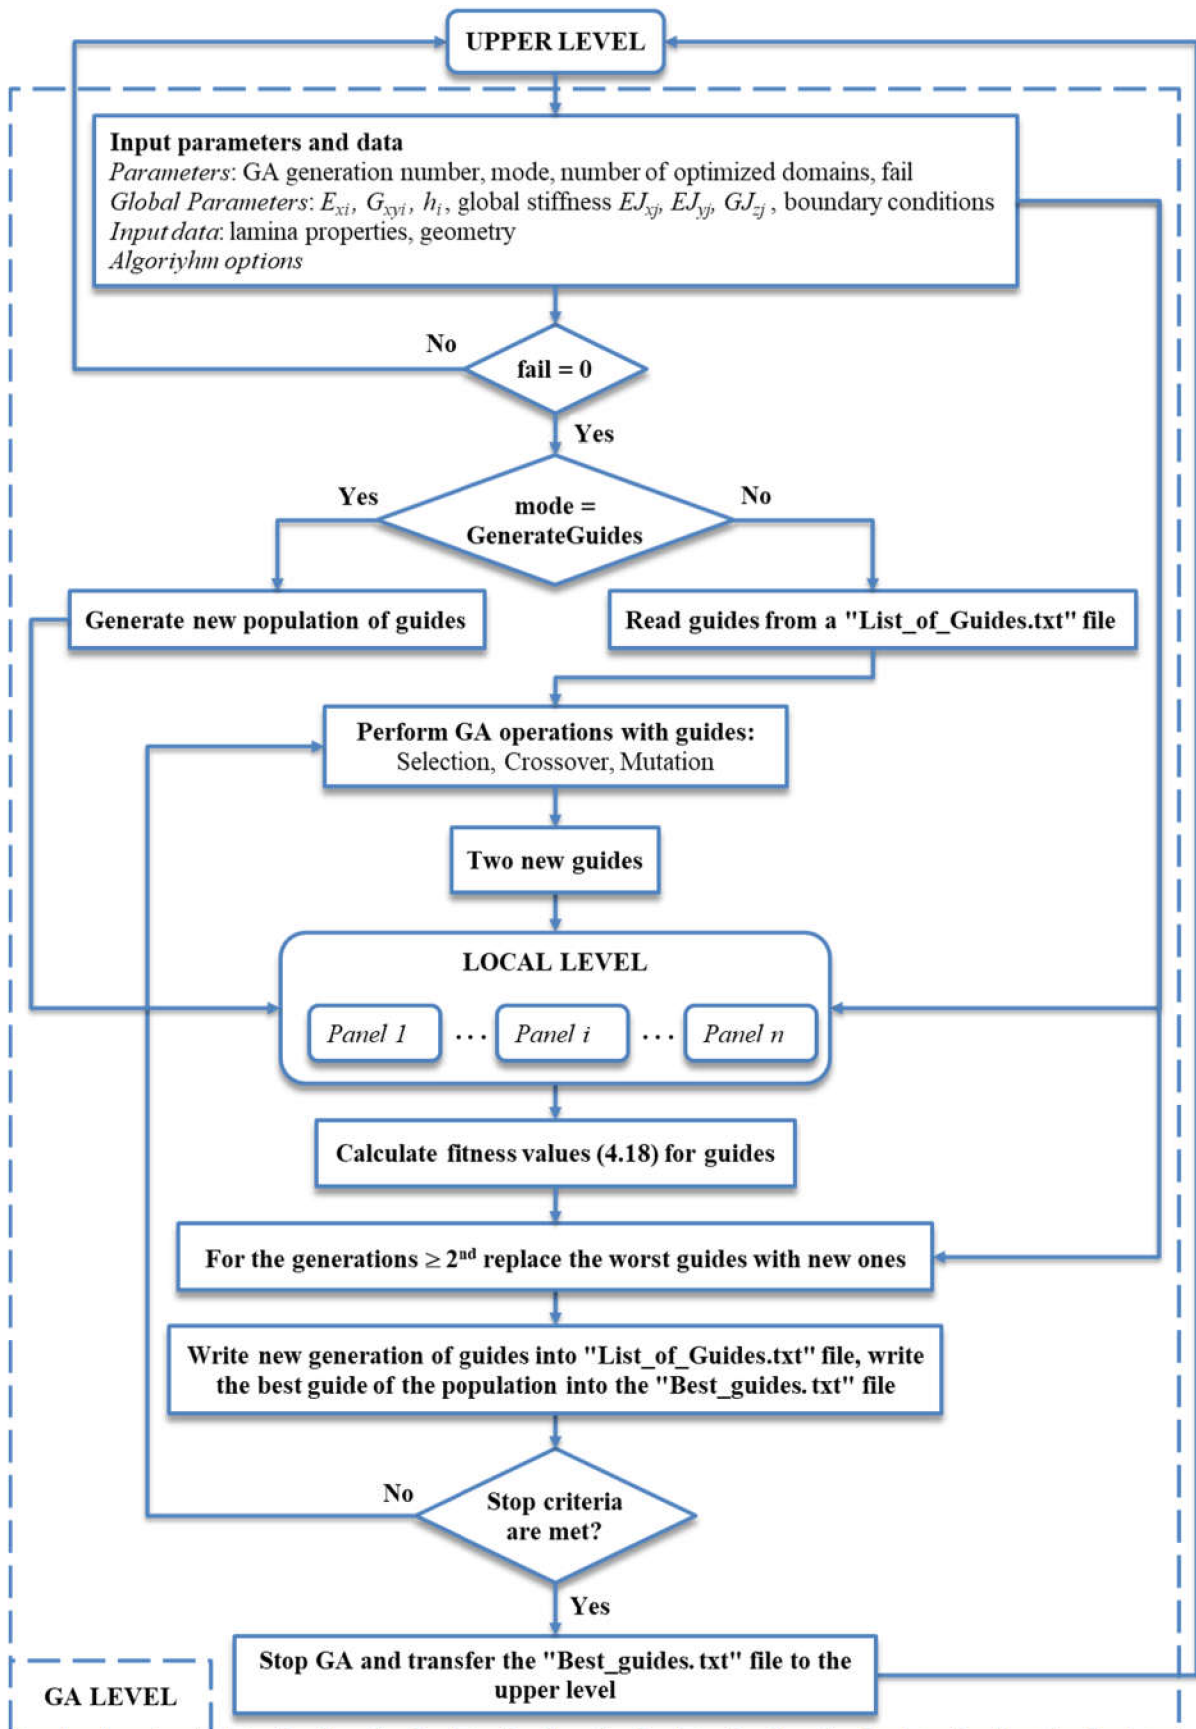 UPPER LEVEL
Input parameters and data
Parameters: GA generation number, mode, number of optimized domains, fail
Global Parameters: Exi, Gxyi, hi, global stiffness EJxj, EJyj, GJzj, boundary conditions
Input data: lamina properties, geometry
Algoriyhm options
No
fail = 0
Yes
Yes
No
mode =
GenerateGuides
Generate new population of guides
Read guides from a "List_of_Guides.txt" file
Perform GA operations with guides:
Selection, Crossover, Mutation
Two new guides
LOCAL LEVEL
Panel 1 ... Panel i ... Panel n
Calculate fitness values (4.18) for guides
For the generations ≥ 2nd replace the worst guides with new ones
Write new generation of guides into "List_of_Guides.txt" file, write
the best guide of the population into the "Best_guides. txt" file
No
Stop criteria
are met?
Yes
Stop GA and transfer the "Best_guides. txt" file to the
upper level
GA LEVEL